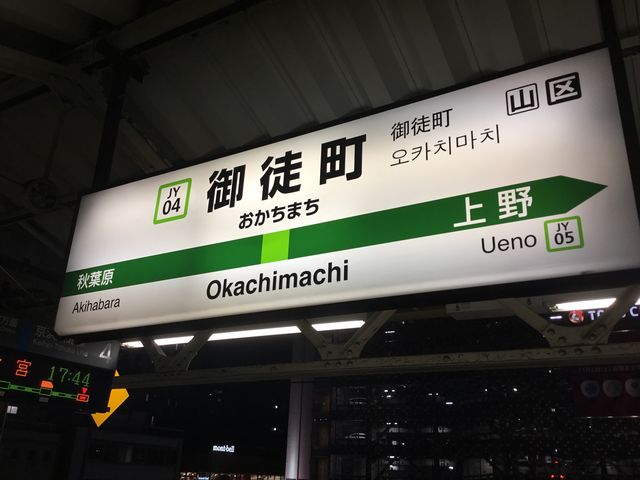 山 区
JY
04
御徒町
おかちまち
御徒町
오카치마치
秋葉原
Akihabara
Okachimachi
上野
Ueno
JY
05
宮 17:44
mont-bell